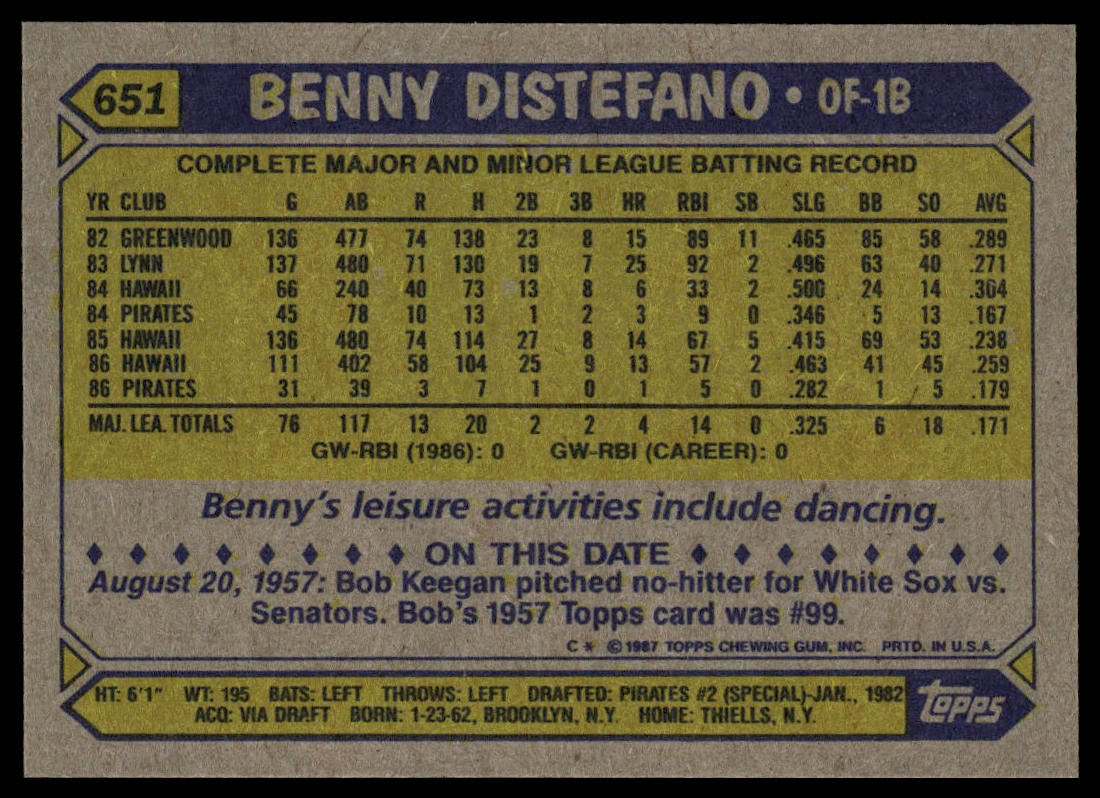 651 BENNY DISTEFANO • OF-1B
COMPLETE MAJOR AND MINOR LEAGUE BATTING RECORD
YR CLUB G AB R H 2B 3B HR RBI SB SLG BB SO AVG
82 GREENWOOD 136 477 74 138 23 8 15 89 11 .465 85 58 .289
83 LYNN 137 480 71 130 19 7 25 92 2 .496 63 40 .271
84 HAWAII 66 240 40 73 13 8 6 33 2 .500 24 14 .304
84 PIRATES 45 78 10 13 1 2 3 9 0 .346 5 13 .167
85 HAWAII 136 480 74 114 27 8 14 67 5 .415 69 53 .238
86 HAWAII 111 402 58 104 25 9 13 57 2 .463 41 45 .259
86 PIRATES 31 39 3 7 1 0 1 5 0 .282 1 5 .179
MAJ. LEA. TOTALS 76 117 13 20 2 2 4 14 0 .325 6 18 .171
GW-RBI (1986): 0 GW-RBI (CAREER): 0
Benny's leisure activities include dancing.
ON THIS DATE
August 20, 1957: Bob Keegan pitched no-hitter for White Sox vs.
Senators. Bob's 1957 Topps card was #99.
C* © 1987 TOPPS CHEWING GUM, INC. PRTD. IN U.S.A.
HT: 6'1" WT: 195 BATS: LEFT THROWS: LEFT DRAFTED: PIRATES #2 (SPECIAL)-JAN., 1982
ACQ: VIA DRAFT BORN: 1-23-62, BROOKLYN, N.Y. HOME: THIELLS, N.Y.
topps